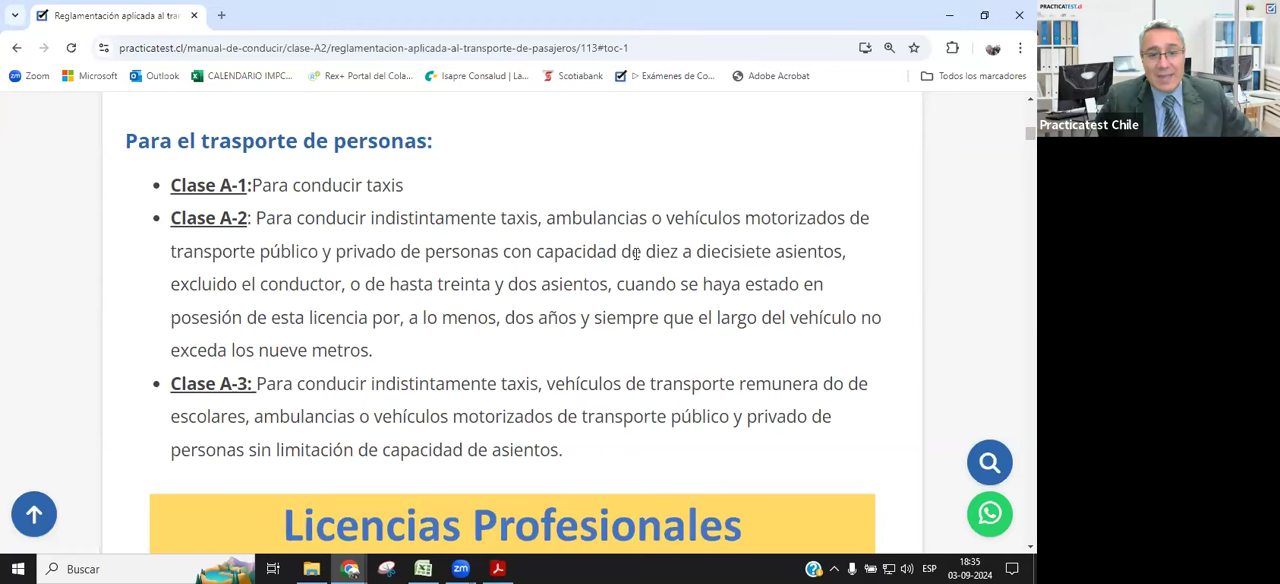 Reglamentación aplicada al tra
practicatest.cl/manual-de-conducir/clase-A2/reglamentacion-aplicada-al-transporte-de-pasajeros/113#toc-1
Zoom
Microsoft
Outlook
CALENDARIO IMPC...
Rex+ Portal del Cola...
Isapre Consalud | La...
Scotiabank
▷ Exámenes de Co...
Adobe Acrobat
Todos los marcadores
PRACTICATEST.cl
Practicatest Chile
Para el trasporte de personas:
• Clase A-1:Para conducir taxis
• Clase A-2: Para conducir indistintamente taxis, ambulancias o vehículos motorizados de
transporte público y privado de personas con capacidad de diez a diecisiete asientos,
excluido el conductor, o de hasta treinta y dos asientos, cuando se haya estado en
posesión de esta licencia por, a lo menos, dos años y siempre que el largo del vehículo no
exceda los nueve metros.
• Clase A-3: Para conducir indistintamente taxis, vehículos de transporte remunera do de
escolares, ambulancias o vehículos motorizados de transporte público y privado de
personas sin limitación de capacidad de asientos.
Licencias Profesionales
Buscar
ESP
18:35
03-09-2024